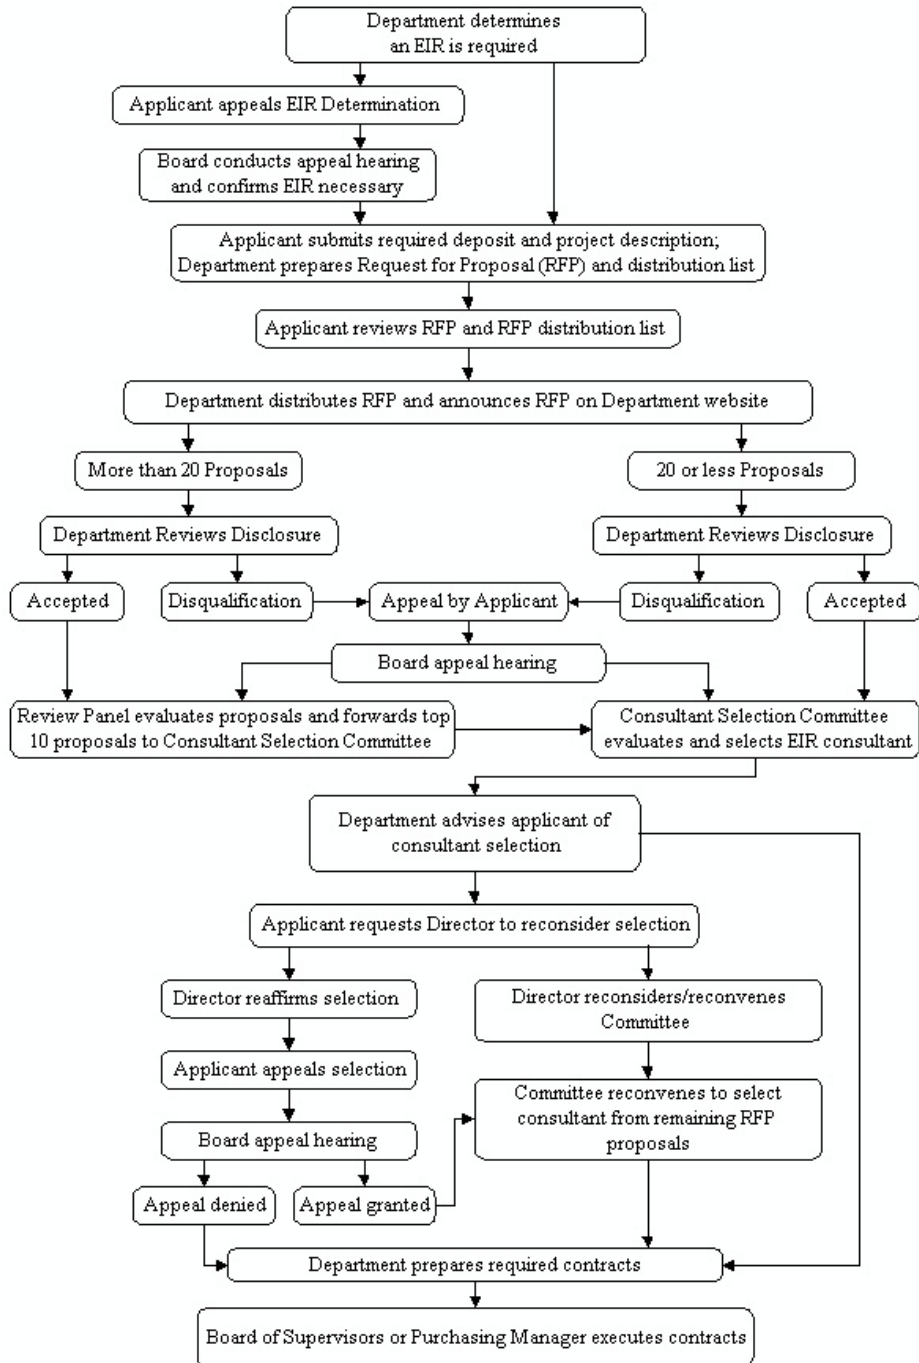 Department determines
an EIR is required
Applicant appeals EIR Determination
Board conducts appeal hearing
and confirms EIR necessary
Applicant submits required deposit and project description;
Department prepares Request for Proposal (RFP) and distribution list
Applicant reviews RFP and RFP distribution list
Department distributes RFP and announces RFP on Department website
More than 20 Proposals
20 or less Proposals
Department Reviews Disclosure
Department Reviews Disclosure
Accepted
Disqualification
Appeal by Applicant
Disqualification
Accepted
Board appeal hearing
Review Panel evaluates proposals and forwards top
10 proposals to Consultant Selection Committee
Consultant Selection Committee
evaluates and selects EIR consultant
Department advises applicant of
consultant selection
Applicant requests Director to reconsider selection
Director reaffirms selection
Director reconsiders/reconvenes
Committee
Applicant appeals selection
Committee reconvenes to select
consultant from remaining RFP
proposals
Board appeal hearing
Appeal denied
Appeal granted
Department prepares required contracts
Board of Supervisors or Purchasing Manager executes contracts